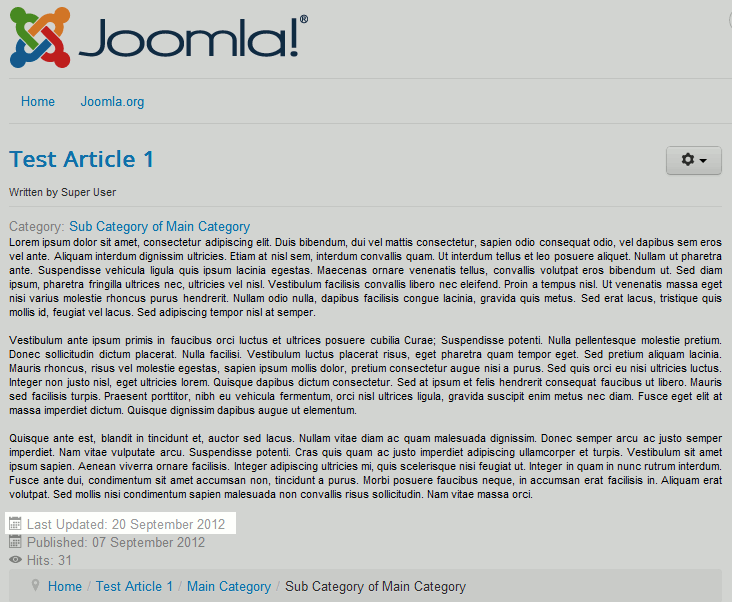 Joomla!®
Home Joomla.org
Test Article 1
Written by Super User
Category: Sub Category of Main Category
Lorem ipsum dolor sit amet, consectetur adipiscing elit. Duis bibendum, dui vel mattis consectetur, sapien odio consequat odio, vel dapibus sem eros
vel ante. Aliquam interdum dignissim ultricies. Etiam at nisl sem, interdum convallis quam. Ut interdum tellus et leo posuere aliquet. Nullam ut pharetra
ante. Suspendisse vehicula ligula quis ipsum lacinia egestas. Maecenas ornare venenatis tellus, convallis volutpat eros bibendum ut. Sed diam
ipsum, pharetra fringilla ultrices nec, ultricies vel nisl. Vestibulum facilisis convallis libero nec eleifend. Proin a tempus nisl. Ut venenatis massa eget
nisi varius molestie rhoncus purus hendrerit. Nullam odio nulla, dapibus facilisis congue lacinia, gravida quis metus. Sed erat lacus, tristique quis
mollis id, feugiat vel lacus. Sed adipiscing tempor nisl at semper.
Vestibulum ante ipsum primis in faucibus orci luctus et ultrices posuere cubilia Curae; Suspendisse potenti. Nulla pellentesque molestie pretium.
Donec sollicitudin dictum placerat. Nulla facilisi. Vestibulum luctus placerat risus, eget pharetra quam tempor eget. Sed pretium aliquam lacinia.
Mauris rhoncus, risus vel molestie egestas, sapien ipsum mollis dolor, pretium consectetur augue nisi a purus. Sed quis orci eu nisi ultricies luctus.
Integer non justo nisl, eget ultricies lorem. Quisque dapibus dictum consectetur. Sed at ipsum et felis hendrerit consequat faucibus ut libero. Mauris
sed facilisis turpis. Praesent porttitor, nibh eu vehicula fermentum, orci nisl ultrices ligula, gravida suscipit enim metus nec diam. Fusce eget elit at
massa imperdiet dictum. Quisque dignissim dapibus augue ut elementum.
Quisque ante est, blandit in tincidunt et, auctor sed lacus. Nullam vitae diam ac quam malesuada dignissim. Donec semper arcu ac justo semper
imperdiet. Nam vitae vulputate arcu. Suspendisse potenti. Cras quis quam ac justo imperdiet adipiscing ullamcorper et turpis. Vestibulum sit amet
ipsum sapien. Aenean viverra ornare facilisis. Integer adipiscing ultricies mi, quis scelerisque nisi feugiat ut. Integer in quam in nunc rutrum interdum.
Fusce ante dui, condimentum sit amet accumsan non, tincidunt a purus. Morbi posuere faucibus neque, in accumsan erat facilisis in. Aliquam erat
volutpat. Sed mollis nisi condimentum sapien malesuada non convallis risus sollicitudin. Nam vitae massa orci.
Last Updated: 20 September 2012
Published: 07 September 2012
Hits: 31
Home / Test Article 1 / Main Category / Sub Category of Main Category